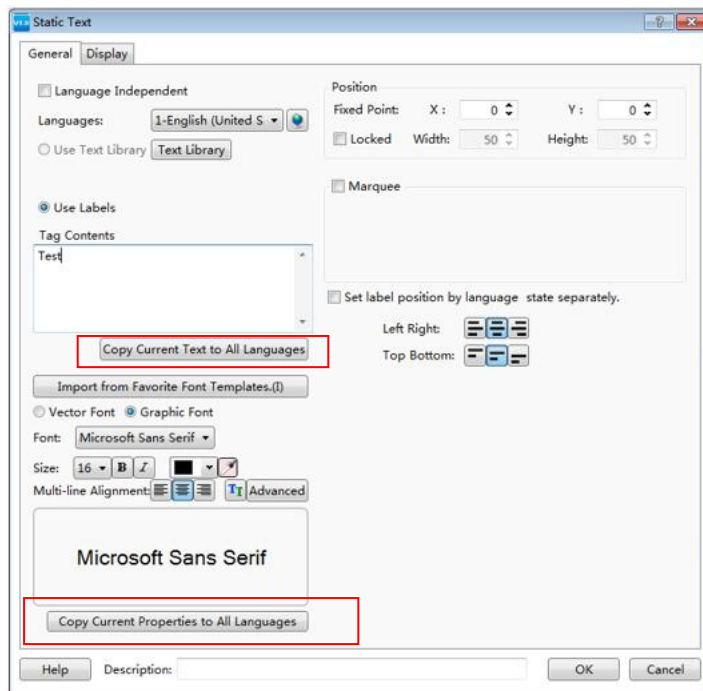 V1.0 Static Text
General Display
Language Independent
Languages: 1-English (United S
Use Text Library Text Library
Use Labels
Tag Contents
Test
Copy Current Text to All Languages
Import from Favorite Font Templates.(I)
Vector Font Graphic Font
Font: Microsoft Sans Serif
Size: 16 B I
Multi-line Alignment: TT Advanced
Microsoft Sans Serif
Copy Current Properties to All Languages
Position
Fixed Point: X : 0 Y : 0
Locked Width: 50 Height: 50
Marquee
Set label position by language state separately.
Left Right:
Top Bottom:
Help Description: OK Cancel